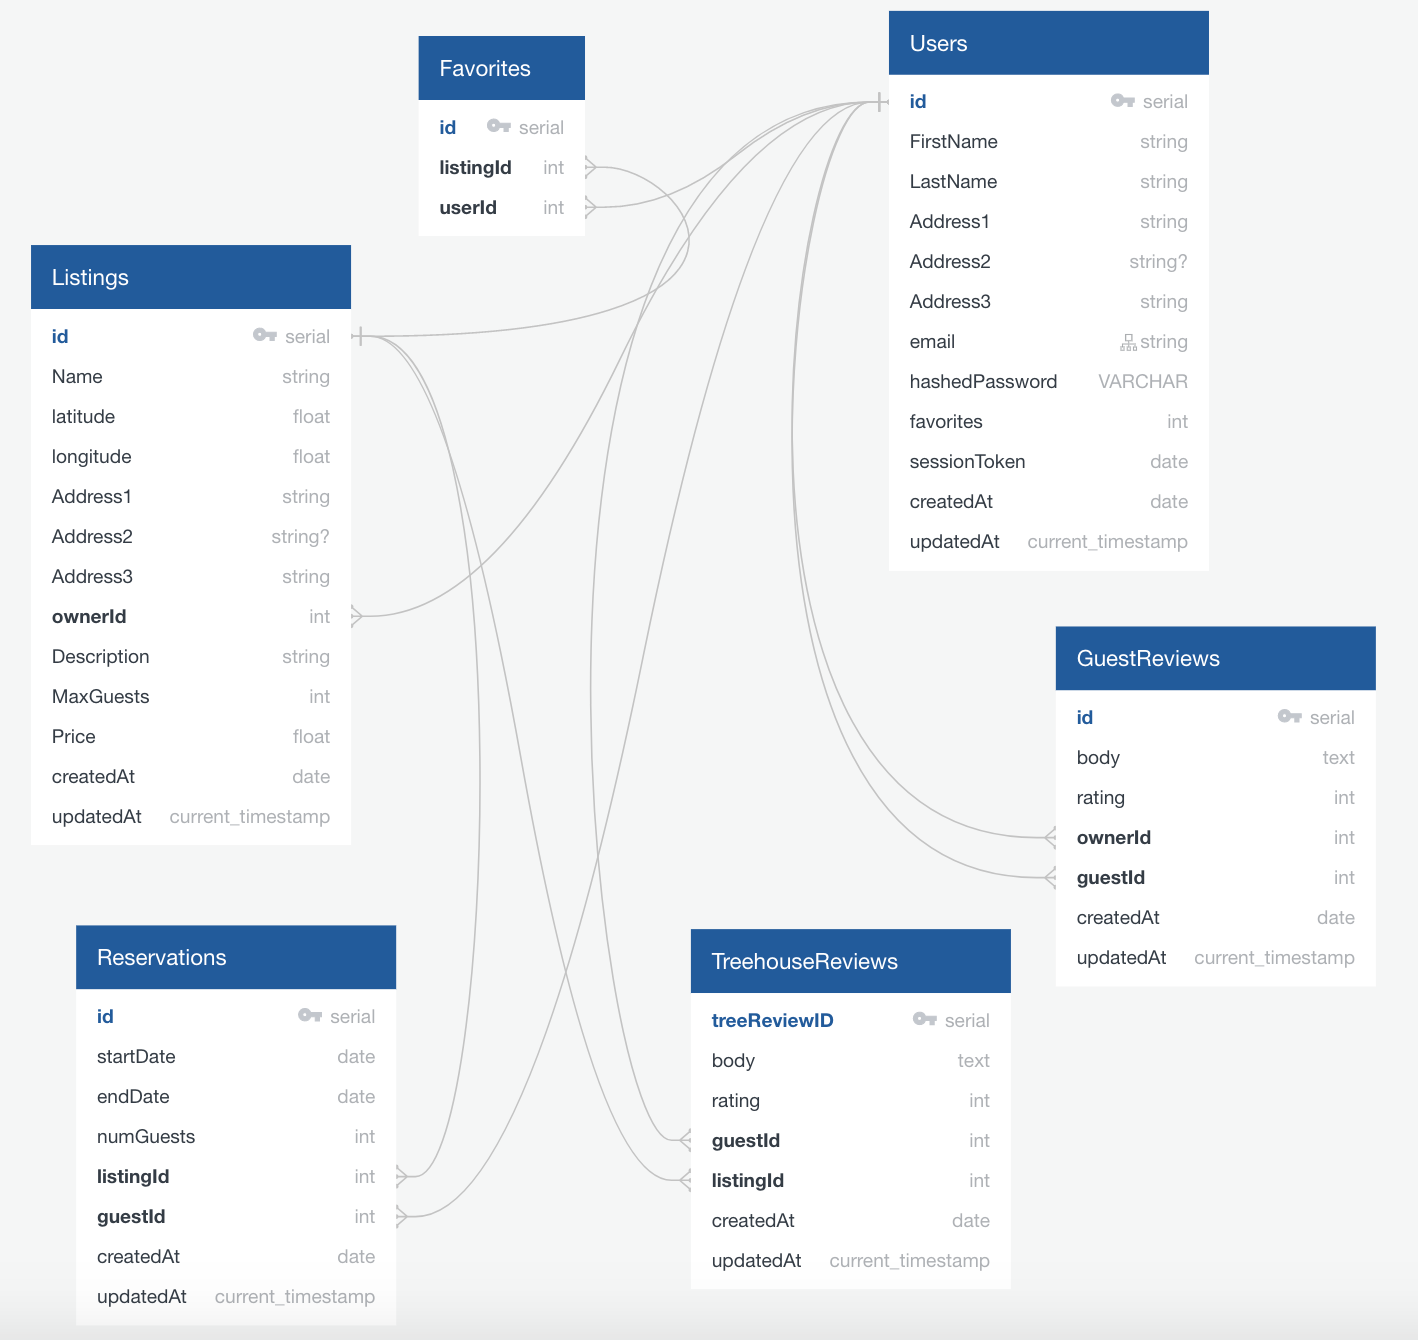 Favorites
id serial
listingId int
userId int
Users
id serial
FirstName string
LastName string
Address1 string
Address2 string?
Address3 string
email string
hashedPassword VARCHAR
favorites int
sessionToken date
createdAt date
updatedAt current_timestamp
Listings
id serial
Name string
latitude float
longitude float
Address1 string
Address2 string?
Address3 string
ownerId int
Description string
MaxGuests int
Price float
createdAt date
updatedAt current_timestamp
GuestReviews
id serial
body text
rating int
ownerId int
guestId int
createdAt date
updatedAt current_timestamp
Reservations
id serial
startDate date
endDate date
numGuests int
listingId int
guestId int
createdAt date
updatedAt current_timestamp
TreehouseReviews
treeReviewID serial
body text
rating int
guestId int
listingId int
createdAt date
updatedAt current_timestamp